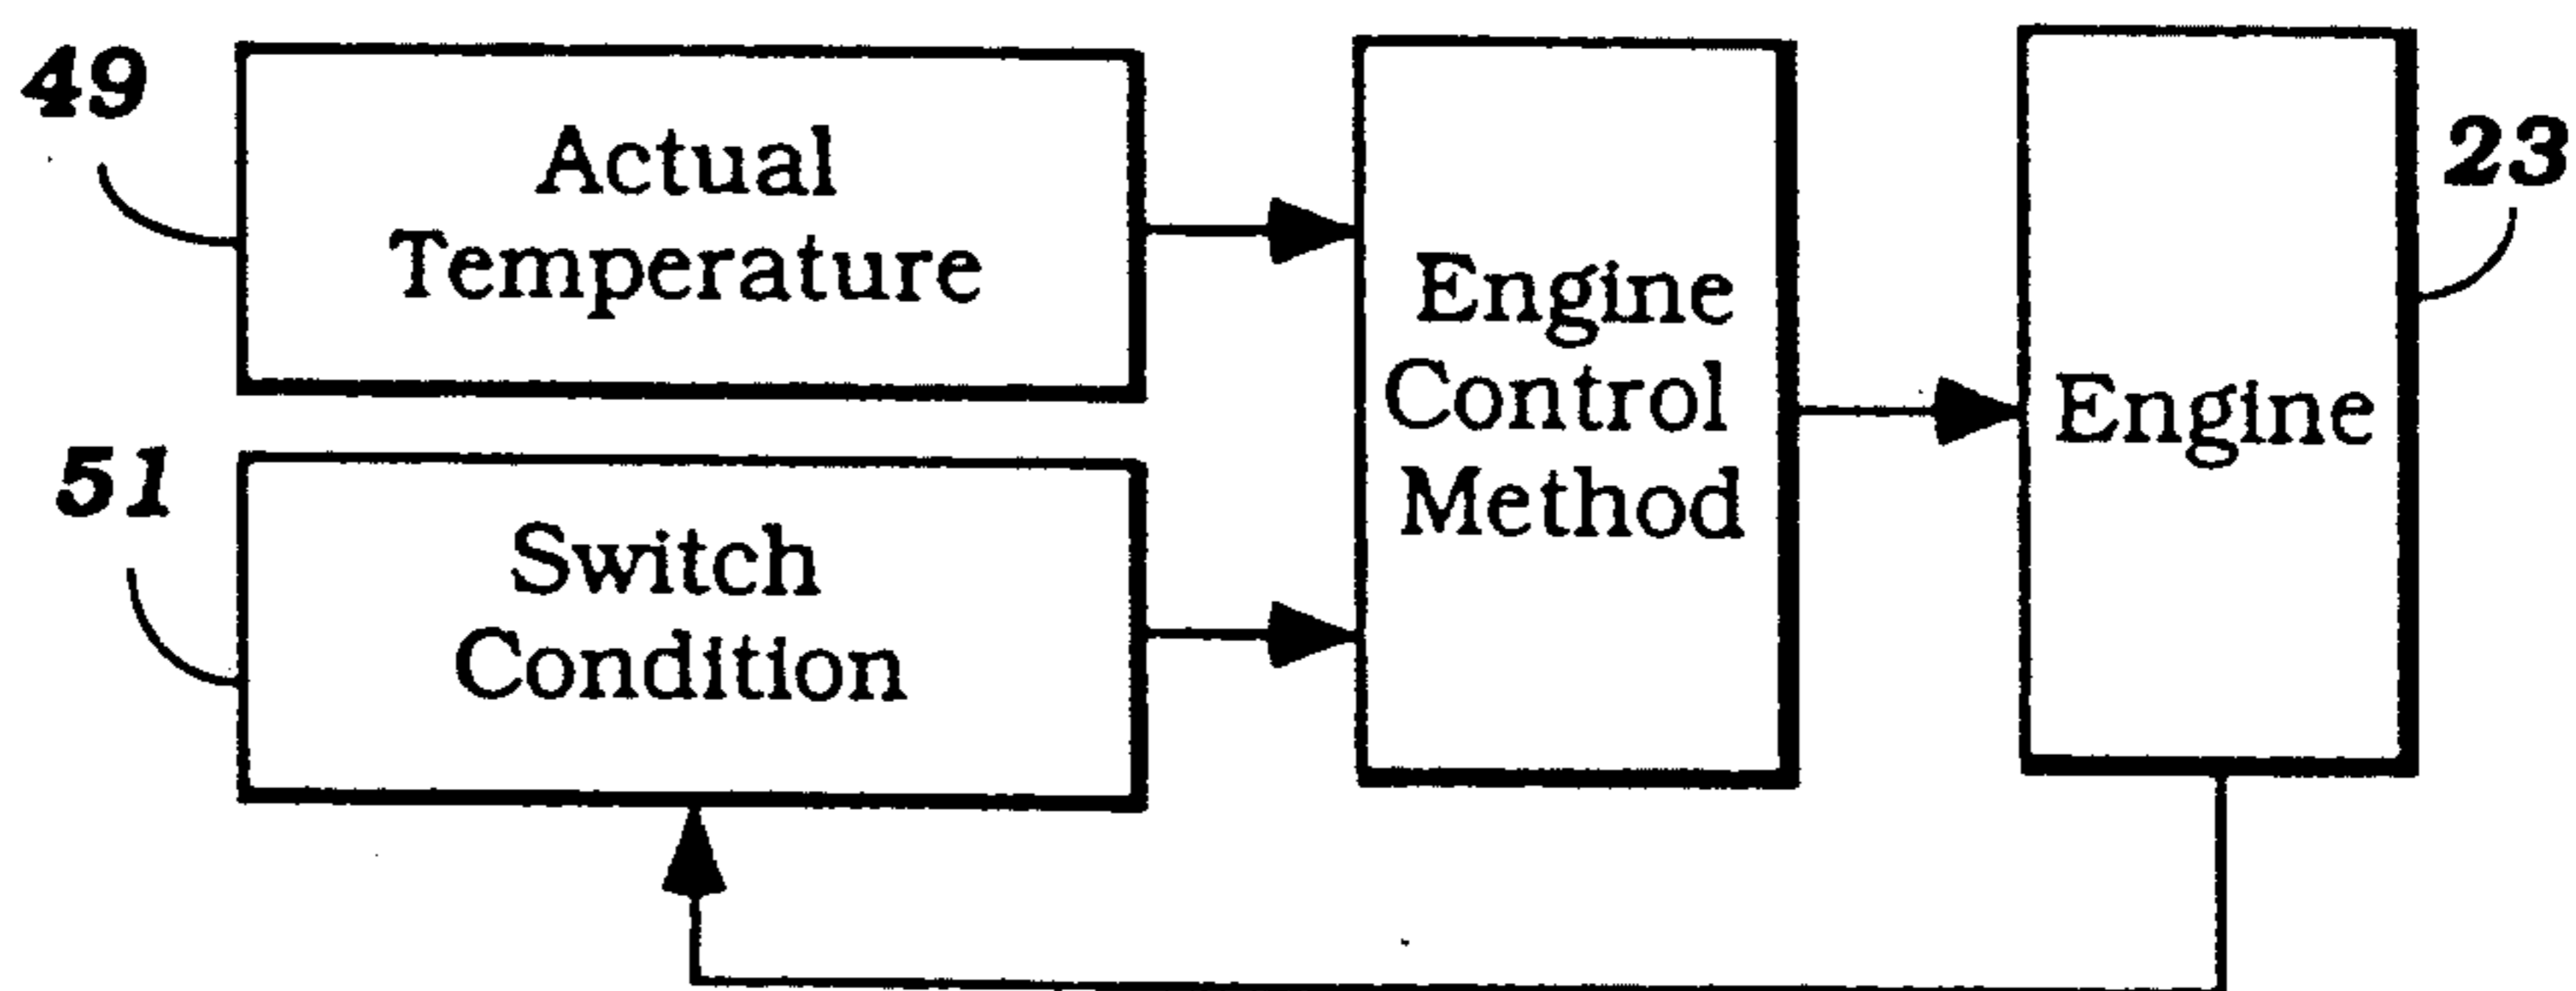 49
Actual
Temperature
51
Switch
Condition
Engine
Control
Method
Engine
23